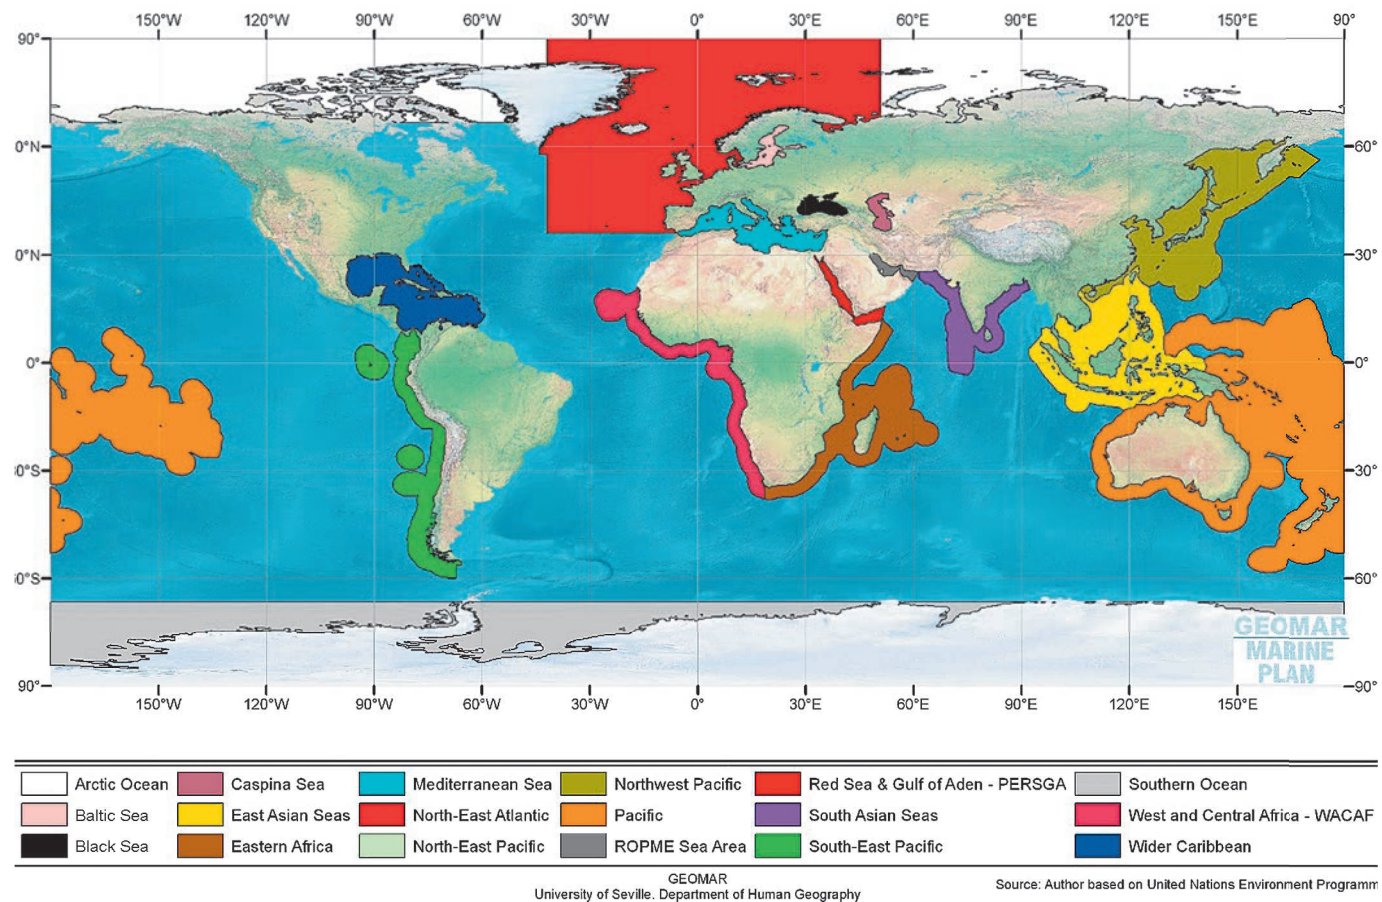 150°W 120°W 90°W 60°W 30°W 0° 30°E 60°E 90°E 120°E 150°E 90°
90° 90°
0°N 60°
0°N 30°
0° 0°
0°S 30°
0°S 60°
GEOMAR
MARINE
PLAN
90° 90°
150°W 120°W 90°W 60°W 30°W 0° 30°E 60°E 90°E 120°E 150°E
Arctic Ocean Caspina Sea Mediterranean Sea Northwest Pacific Red Sea & Gulf of Aden - PERSGA Southern Ocean
Baltic Sea East Asian Seas North-East Atlantic Pacific South Asian Seas West and Central Africa - WACAF
Black Sea Eastern Africa North-East Pacific ROPME Sea Area South-East Pacific Wider Caribbean
GEOMAR
University of Seville. Department of Human Geography
Source: Author based on United Nations Environment Programm